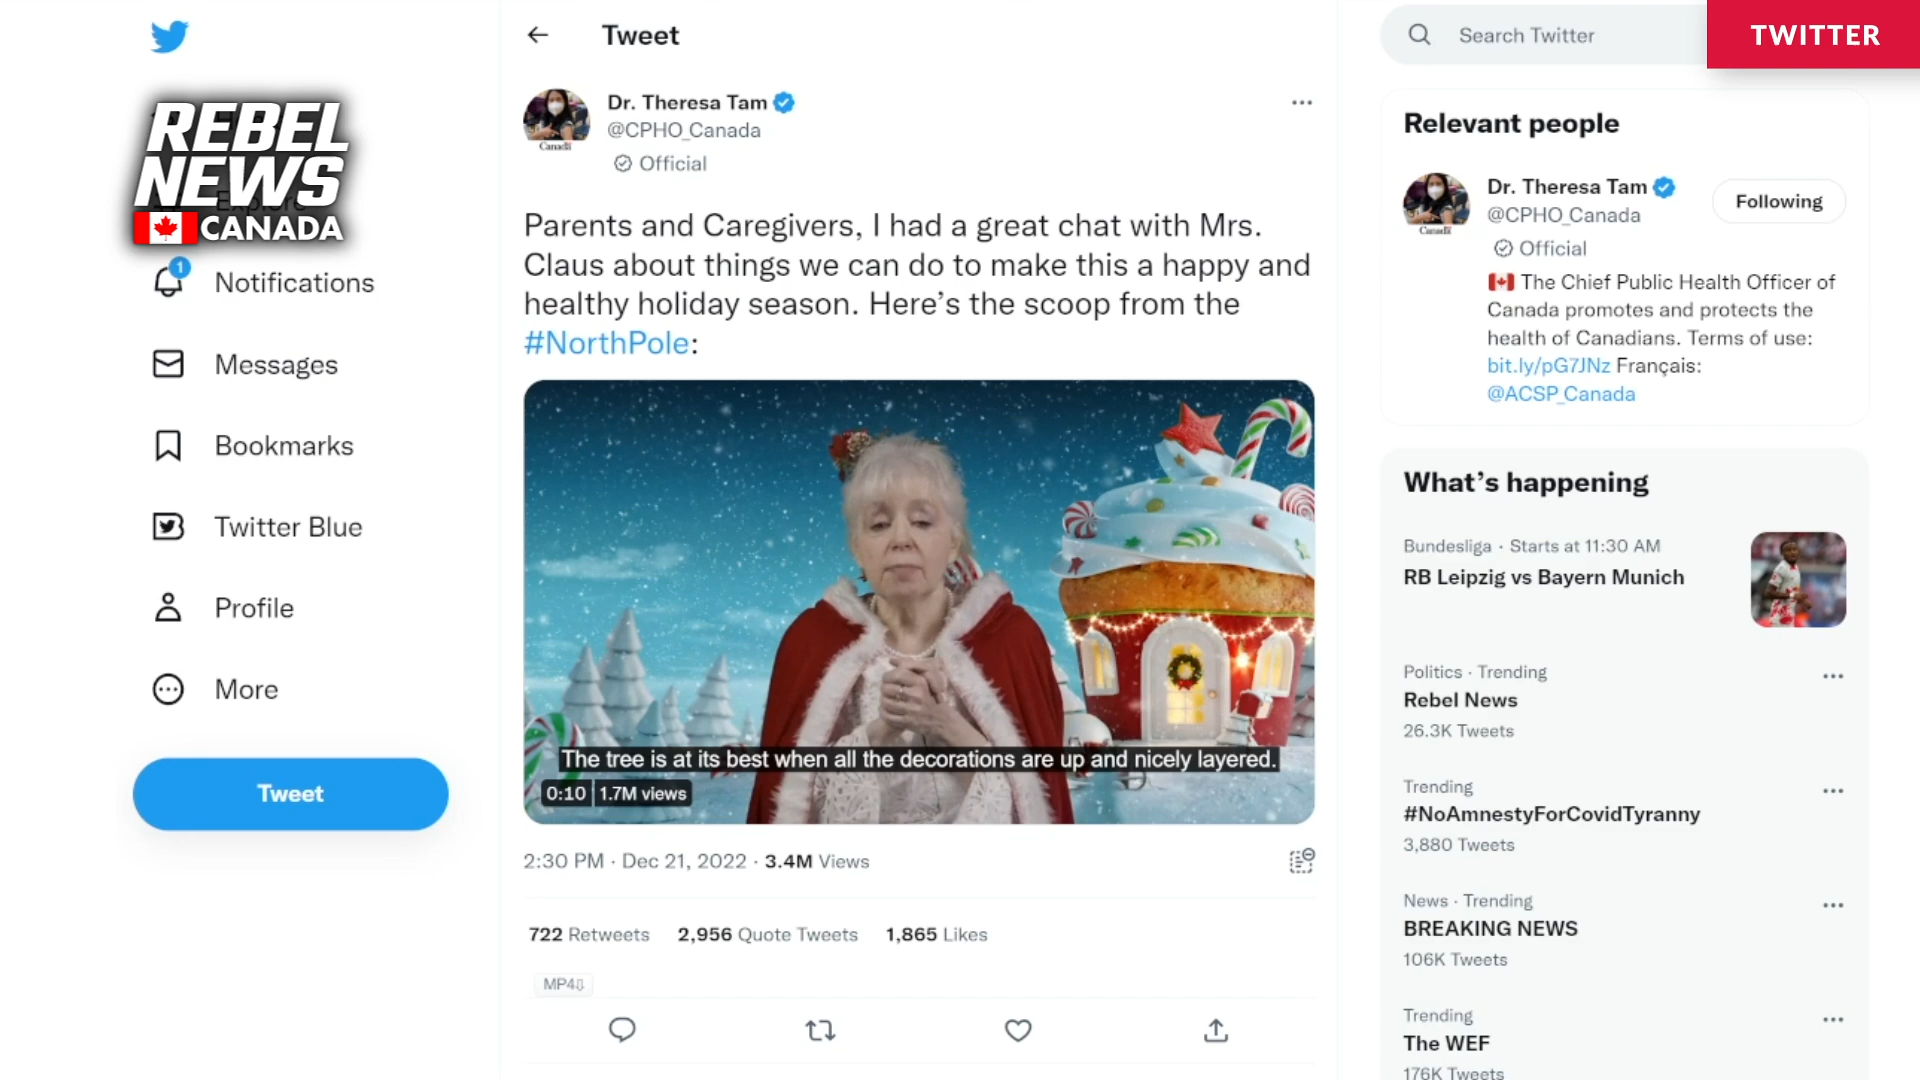 Tweet
Search Twitter
TWITTER
REBEL
NEWS
CANADA
Explore
1
Notifications
Messages
Bookmarks
Twitter Blue
Profile
More
Tweet
Dr. Theresa Tam
@CPHO_Canada
Official
Canada
Parents and Caregivers, I had a great chat with Mrs.
Claus about things we can do to make this a happy and
healthy holiday season. Here’s the scoop from the
#NorthPole:
The tree is at its best when all the decorations are up and nicely layered.
0:10 1.7M views
2:30 PM · Dec 21, 2022 · 3.4M Views
722 Retweets 2,956 Quote Tweets 1,865 Likes
MP4⇩
Relevant people
Dr. Theresa Tam
@CPHO_Canada
Following
Official
Canada
The Chief Public Health Officer of
Canada promotes and protects the
health of Canadians. Terms of use:
bit.ly/pG7JNz Français:
@ACSP_Canada
What’s happening
Bundesliga · Starts at 11:30 AM
RB Leipzig vs Bayern Munich
Politics · Trending
Rebel News
26.3K Tweets
Trending
#NoAmnestyForCovidTyranny
3,880 Tweets
News · Trending
BREAKING NEWS
106K Tweets
Trending
The WEF
176K Tweets